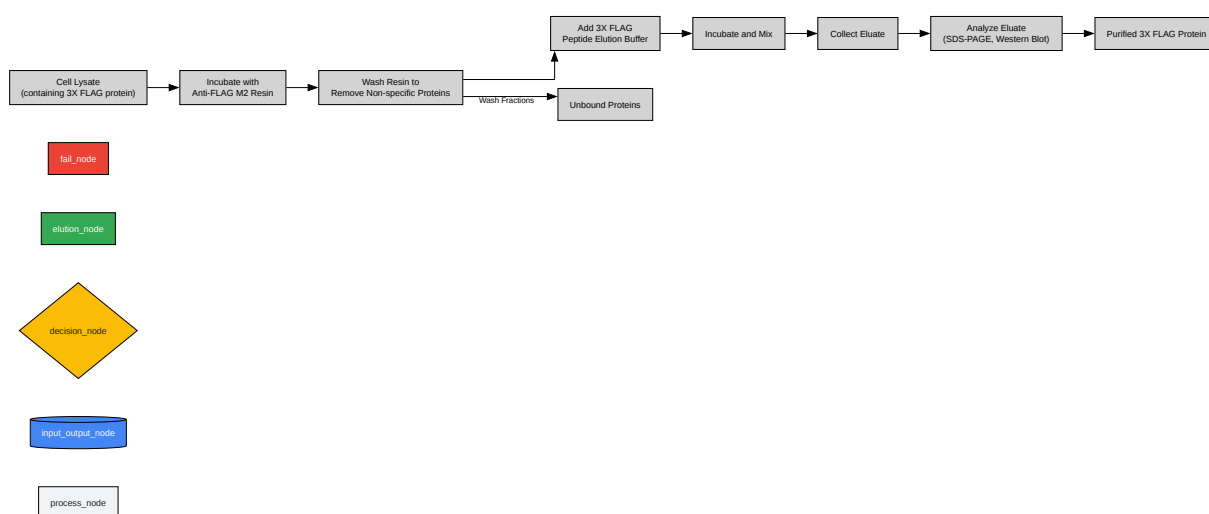 Add 3X FLAG
Peptide Elution Buffer
Incubate and Mix
Collect Eluate
Analyze Eluate
(SDS-PAGE, Western Blot)
Purified 3X FLAG Protein
Cell Lysate
(containing 3X FLAG protein)
Incubate with
Anti-FLAG M2 Resin
Wash Resin to
Remove Non-specific Proteins
Wash Fractions
Unbound Proteins
fail_node
elution_node
decision_node
input_output_node
process_node